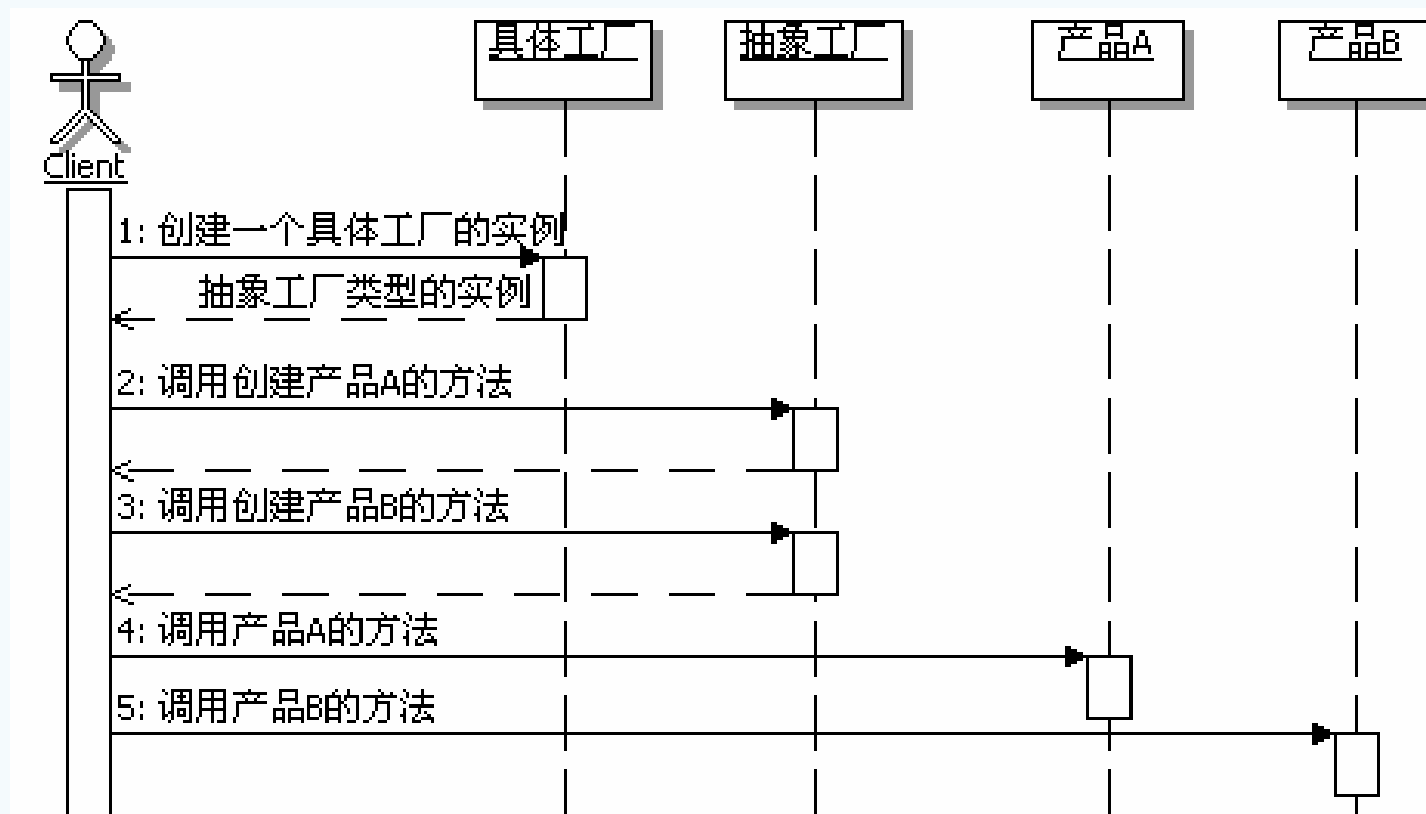 具体工厂
抽象工厂
产品A
产品B
Client
1: 创建一个具体工厂的实例
抽象工厂类型的实例
2: 调用创建产品A的方法
3: 调用创建产品B的方法
4: 调用产品A的方法
5: 调用产品B的方法